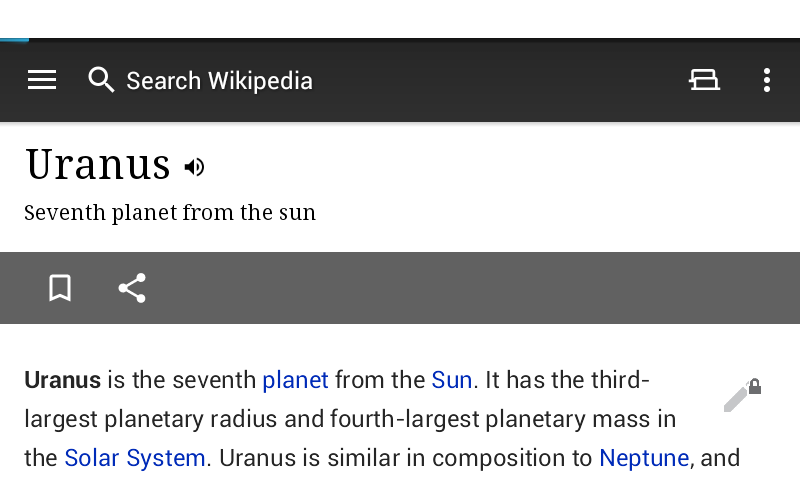 Search Wikipedia
Uranus
Seventh planet from the sun
Uranus is the seventh planet from the Sun. It has the third-
largest planetary radius and fourth-largest planetary mass in
the Solar System. Uranus is similar in composition to Neptune, and